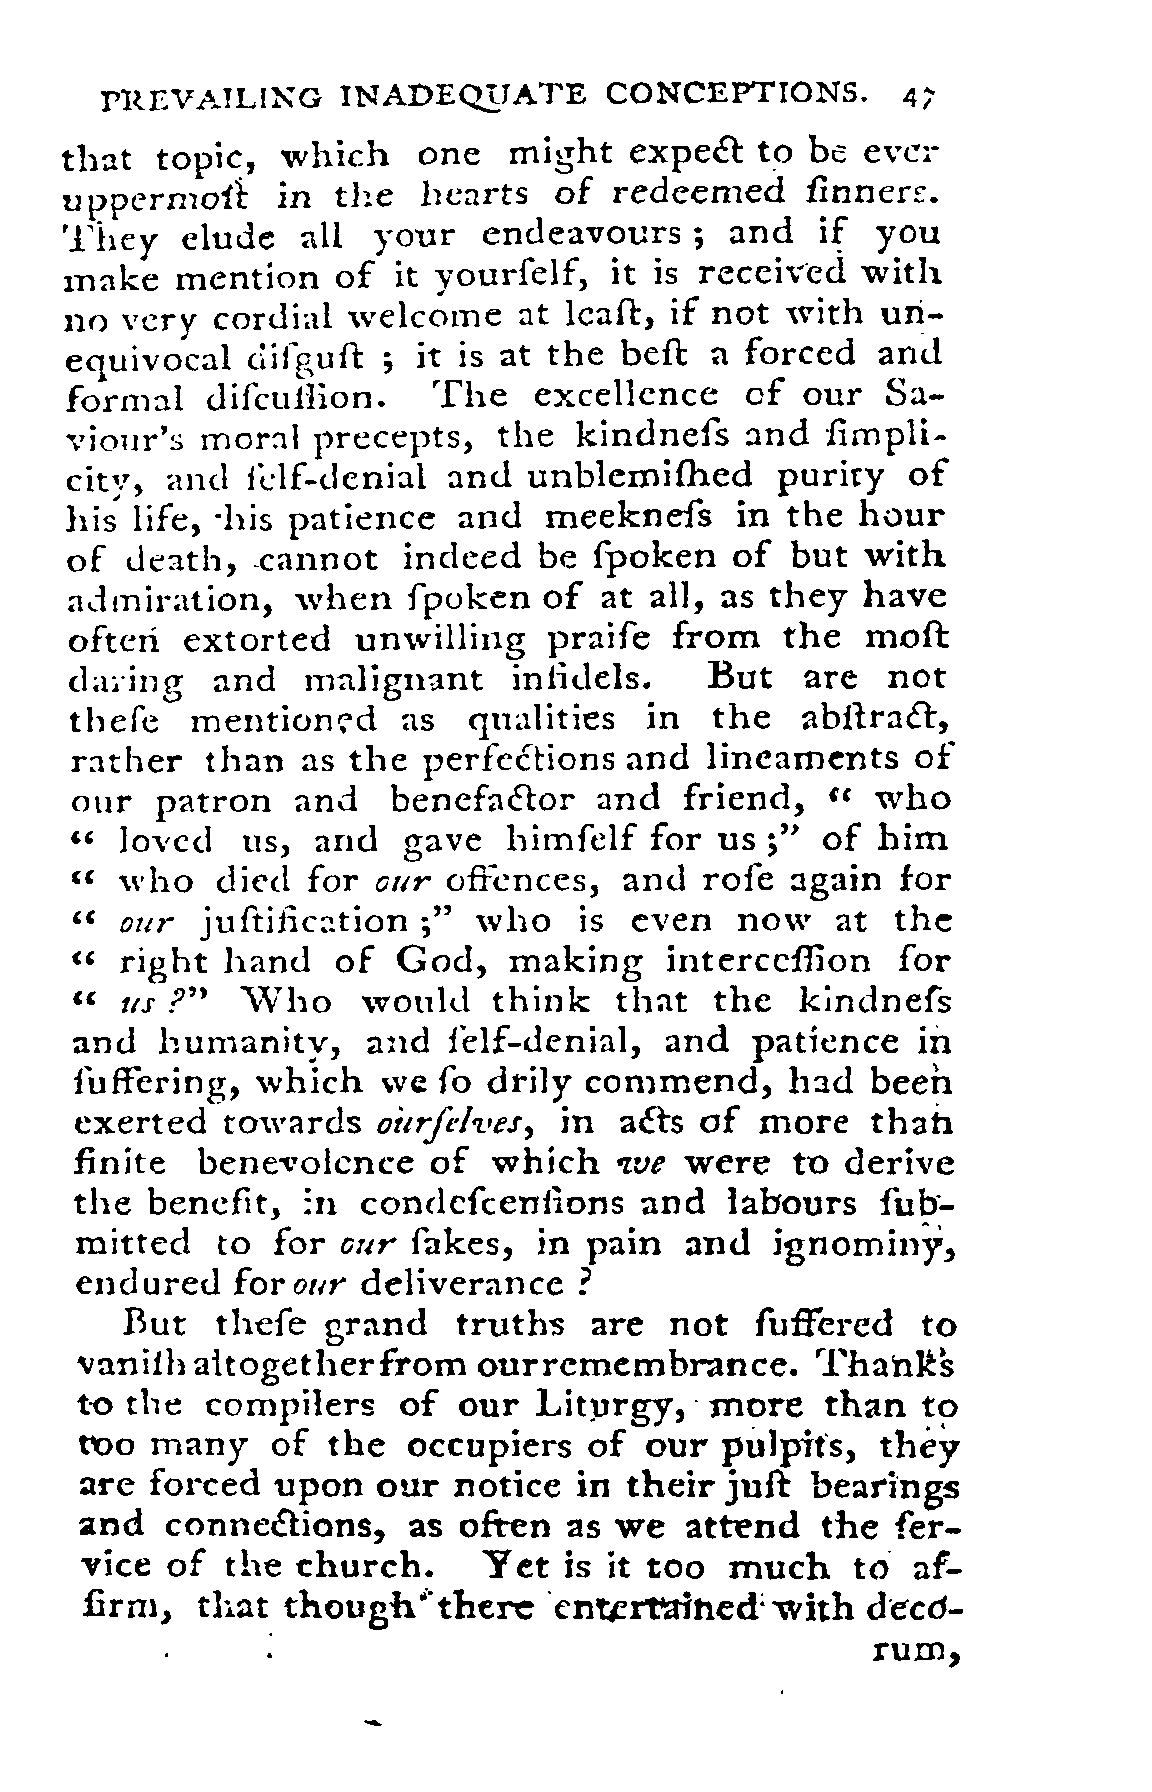 PREVAILING INADEQUATE CONCEPTIONS. 47
that topic, which one might expect to be ever
uppermoſt in the hearts of redeemed ſinners.
They elude all your endeavours ; and if you
make mention of it yourſelf, it is received with
no very cordial welcome at leaſt, if not with un-
equivocal diſguſt ; it is at the beſt a forced and
formal diſcuſſion. The excellence of our Sa-
viour's moral precepts, the kindneſs and ſimpli-
city, and ſelf-denial and unblemiſhed purity of
his life, his patience and meekneſs in the hour
of death, cannot indeed be ſpoken of but with
admiration, when ſpoken of at all, as they have
often extorted unwilling praiſe from the moſt
daring and malignant infidels. But are not
theſe mentioned as qualities in the abſtract,
rather than as the perfections and lineaments of
our patron and benefactor and friend, “ who
“ loved us, and gave himſelf for us ;” of him
“ who died for our offences, and roſe again for
“ our juſtification ;” who is even now at the
“ right hand of God, making interceſſion for
“ us ?” Who would think that the kindneſs
and humanity, and ſelf-denial, and patience in
ſuffering, which we ſo drily commend, had been
exerted towards ourſelves, in acts of more than
finite benevolence of which we were to derive
the benefit, in condeſcenſions and labours ſub-
mitted to for our ſakes, in pain and ignominy,
endured for our deliverance ?
But theſe grand truths are not ſuffered to
vaniſh altogether from our remembrance. Thanks
to the compilers of our Liturgy, more than to
too many of the occupiers of our pulpits, they
are forced upon our notice in their juſt bearings
and connections, as often as we attend the ſer-
vice of the church. Yet is it too much to af-
firm, that though there entertained with deco-
rum,